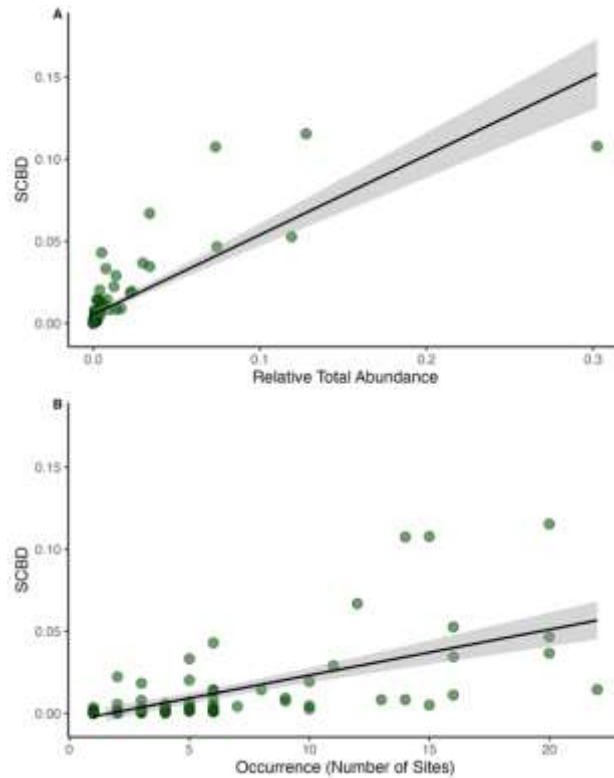 A
0.15
0.10
0.05
0.00
SCBD
0.0 0.1 0.2 0.3
Relative Total Abundance
B
0.15
0.10
0.05
0.00
SCBD
0 5 10 15 20
Occurrence (Number of Sites)